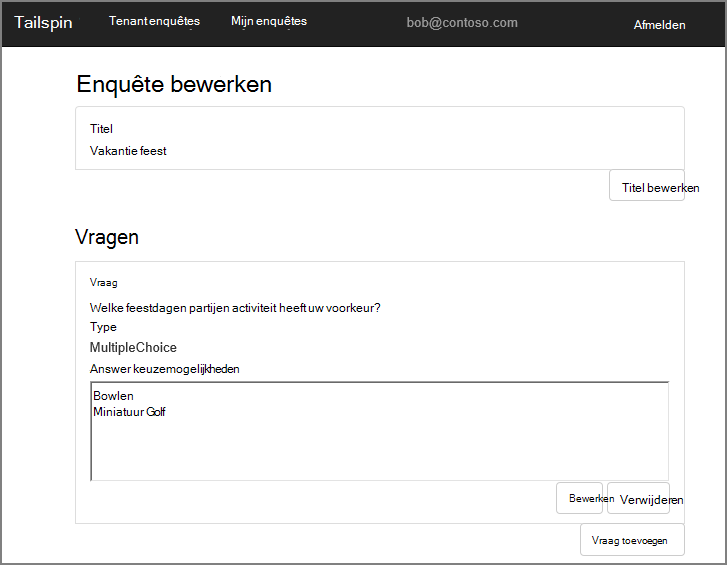 Tailspin Tenant enquêtes Mijn enquêtes bob@contoso.com Afmelden
Enquête bewerken
Titel
Vakantie feest
Titel bewerken
Vragen
Vraag
Welke feestdagen partijen activiteit heeft uw voorkeur?
Type
MultipleChoice
Answer keuzemogelijkheden
Bowlen
Miniatuur Golf
Bewerken Verwijderen
Vraag toevoegen